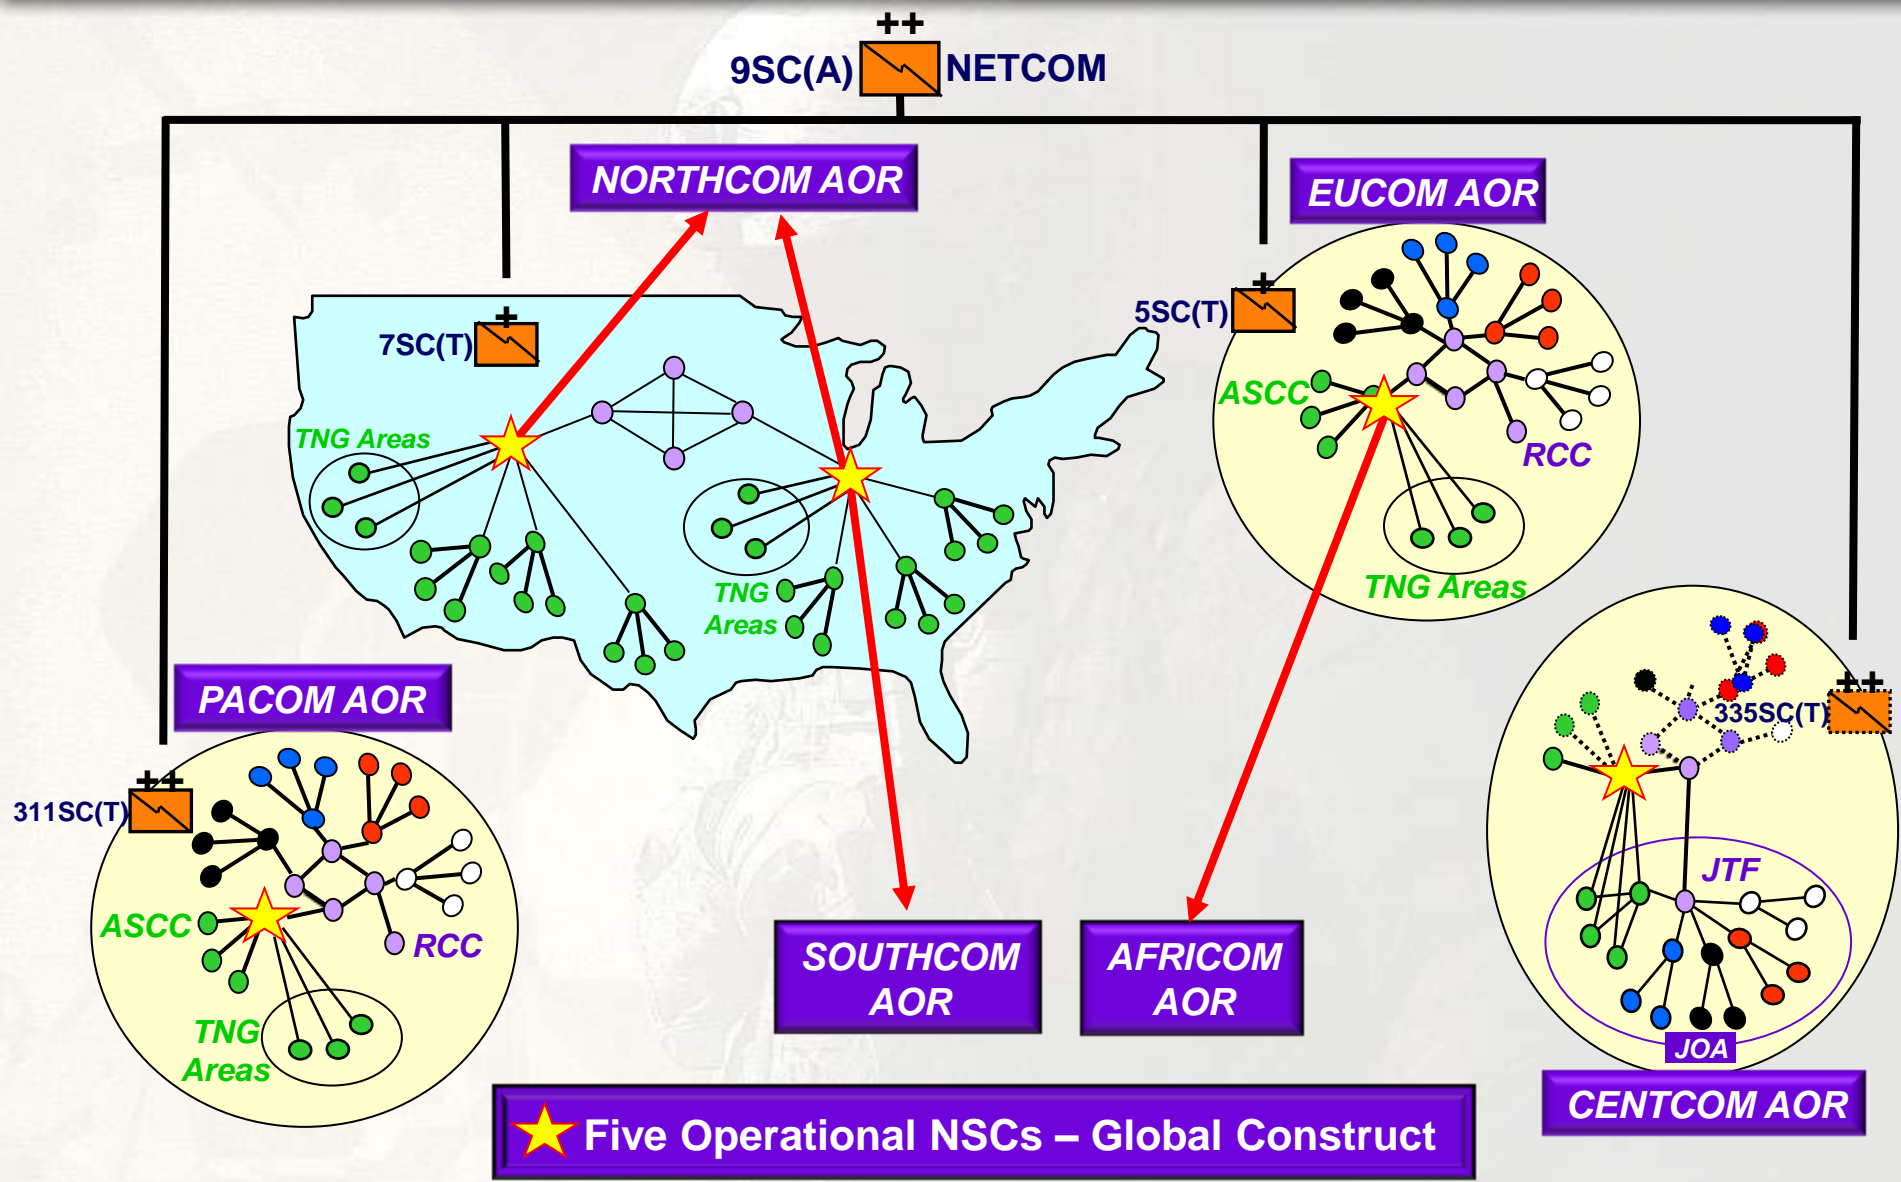 ++
9SC(A) NETCOM
NORTHCOM AOR
EUCOM AOR
+
7SC(T)
+
5SC(T)
ASCC
RCC
TNG Areas
TNG Areas
TNG
Areas
PACOM AOR
++
311SC(T)
ASCC
RCC
TNG
Areas
++
335SC(T)
JTF
JOA
CENTCOM AOR
SOUTHCOM
AOR
AFRICOM
AOR
Five Operational NSCs – Global Construct